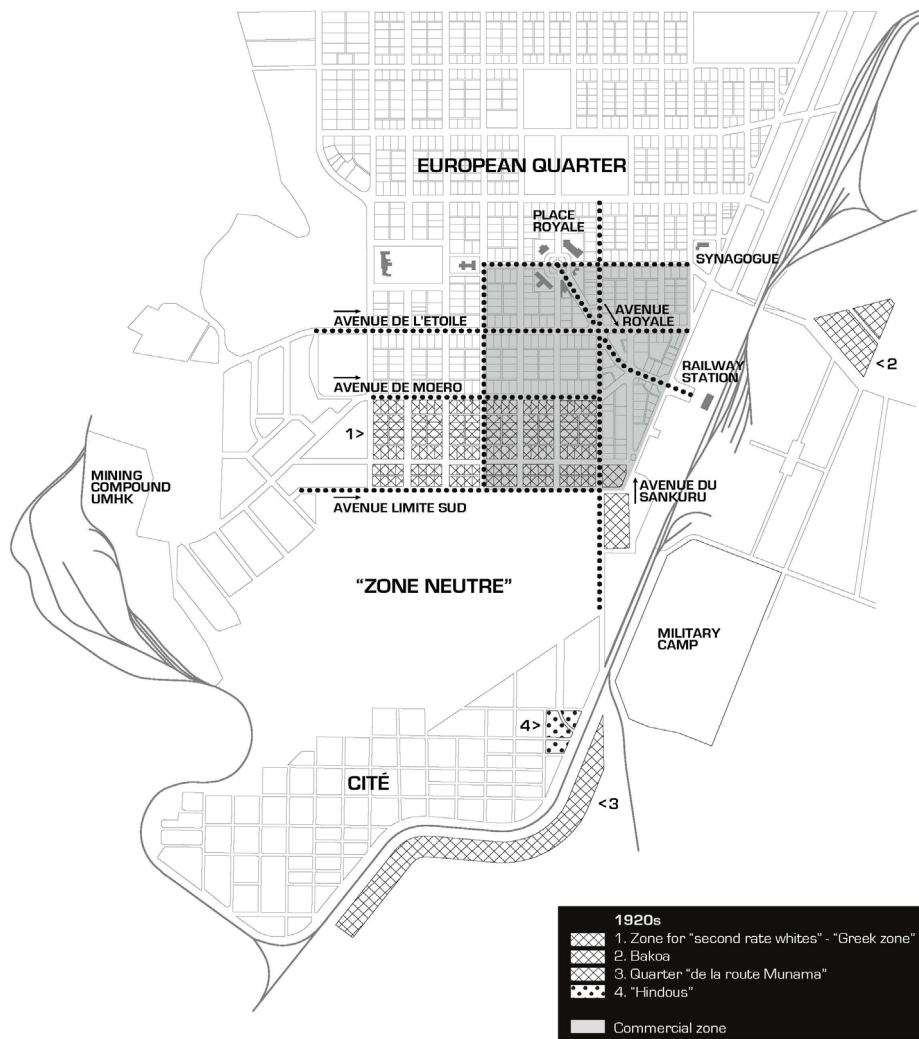 EUROPEAN QUARTER
PLACE
ROYALE
SYNAGOGUE
AVENUE
ROYALE
AVENUE DE L'ETOILE
RAILWAY
STATION
<2
AVENUE DE MOERO
1>
MINING
COMPOUND
UMHK
AVENUE DU
SANKURU
AVENUE LIMITE SUD
“ZONE NEUTRE”
MILITARY
CAMP
4>
CITÉ
<3
1920s
1. Zone for “second rate whites” - “Greek zone”
2. Bakoa
3. Quarter “de la route Munama”
4. “Hindous”
Commercial zone